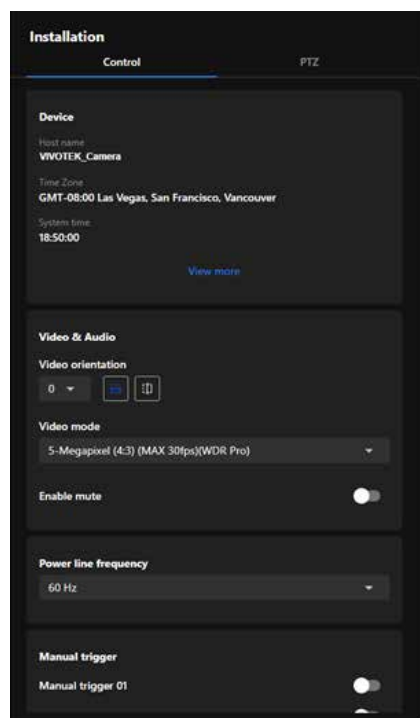 Installation
Control PTZ
Device
Host name
VIVOTEK_Camera
Time Zone
GMT-08:00 Las Vegas, San Francisco, Vancouver
System time
18:50:00
View more
Video & Audio
Video orientation
0
Video mode
5-Megapixel (4:3) (MAX 30fps)(WDR Pro)
Enable mute
Power line frequency
60 Hz
Manual trigger
Manual trigger 01